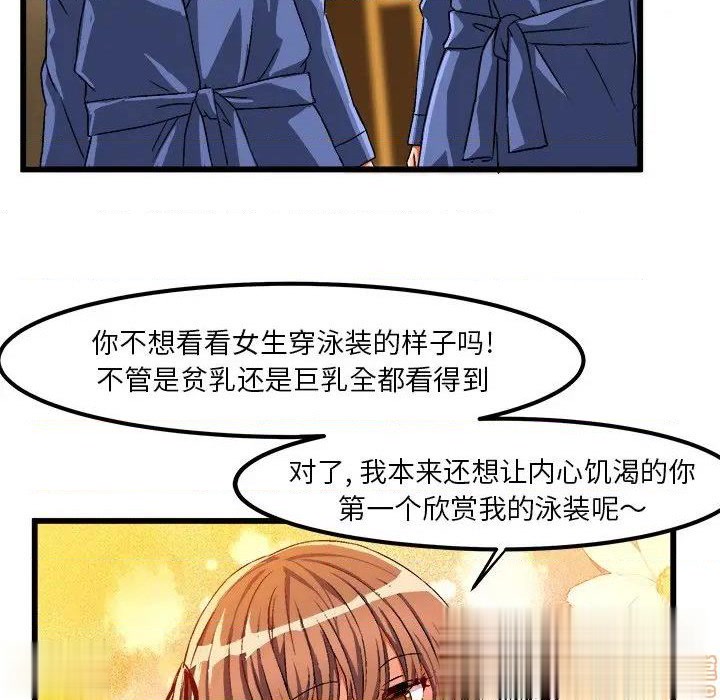 你不想看看女生穿泳装的样子吗!
不管是贫乳还是巨乳全都看得到
对了, 我本来还想让内心饥渴的你
第一个欣赏我的泳装呢～